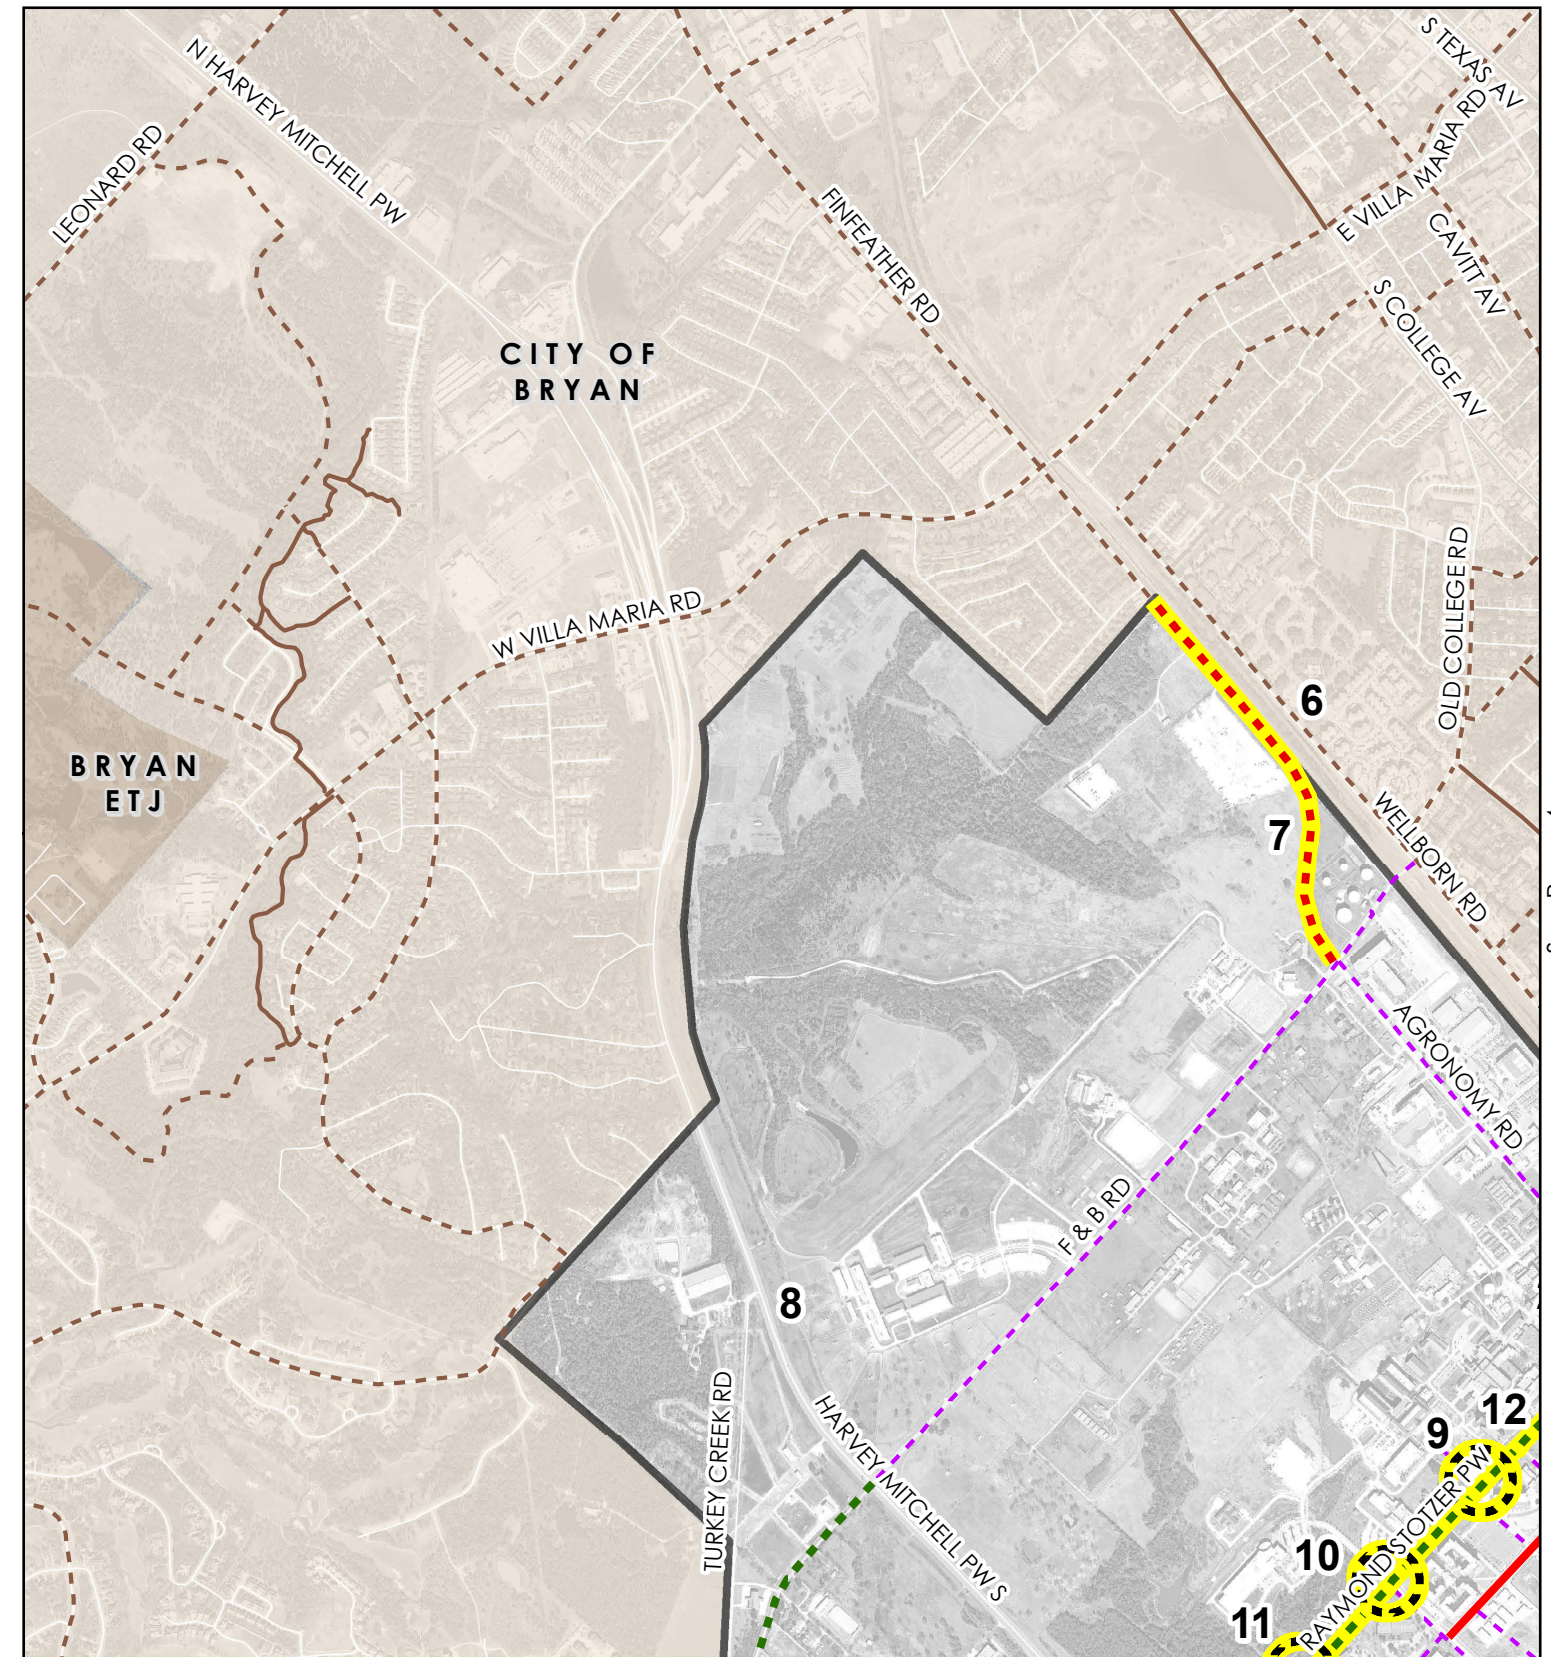 S TEXAS AV
N HARVEY MITCHELL PW
LEONARD RD
E VILLA MARIA RD
FINFEATHER RD
CAVITT AV
S COLLEGE AV
CITY OF
BRYAN
OLD COLLEGE RD
W VILLA MARIA RD
6
BRYAN
ETJ
7
WELLBORN RD
AGRONOMY RD
F & B RD
8
TURKEY CREEK RD
HARVEY MITCHELL PW S
12
9
RAYMOND STOTZER PW
10
11